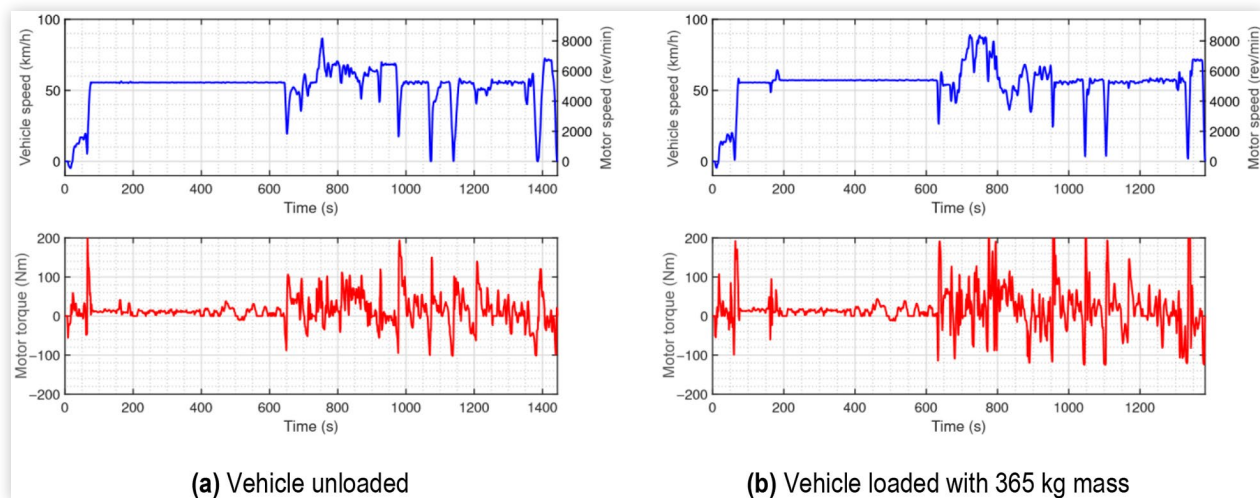 100
50
0
Vehicle speed (km/h)
8000
6000
4000
2000
0
Motor speed (rev/min)
0 200 400 600 800 1000 1200 1400
Time (s)
200
100
0
−100
−200
Motor torque (Nm)
0 200 400 600 800 1000 1200 1400
Time (s)
(a) Vehicle unloaded
100
50
0
Vehicle speed (km/h)
8000
6000
4000
2000
0
Motor speed (rev/min)
0 200 400 600 800 1000 1200
Time (s)
200
100
0
−100
−200
Motor torque (Nm)
0 200 400 600 800 1000 1200
Time (s)
(b) Vehicle loaded with 365 kg mass